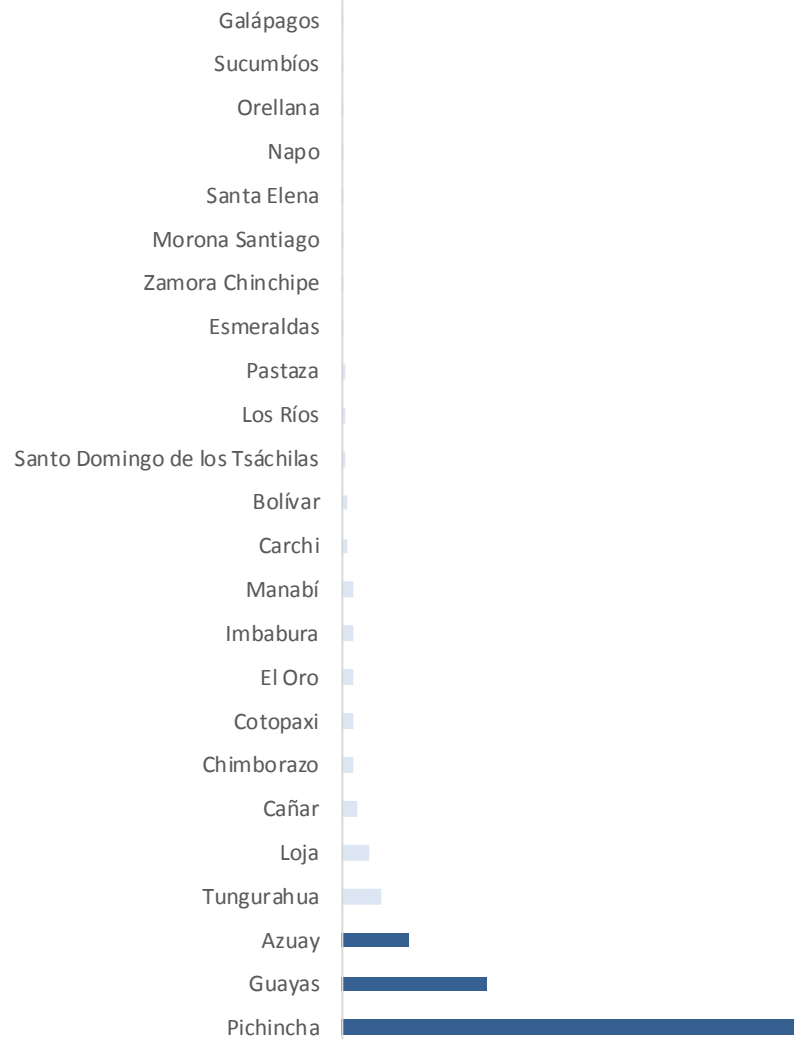 Galápagos
Sucumbíos
Orellana
Napo
Santa Elena
Morona Santiago
Zamora Chinchipe
Esmeraldas
Pastaza
Los Ríos
Santo Domingo de los Tsáchilas
Bolívar
Carchi
Manabí
Imbabura
El Oro
Cotopaxi
Chimborazo
Cañar
Loja
Tungurahua
Azuay
Guayas
Pichincha